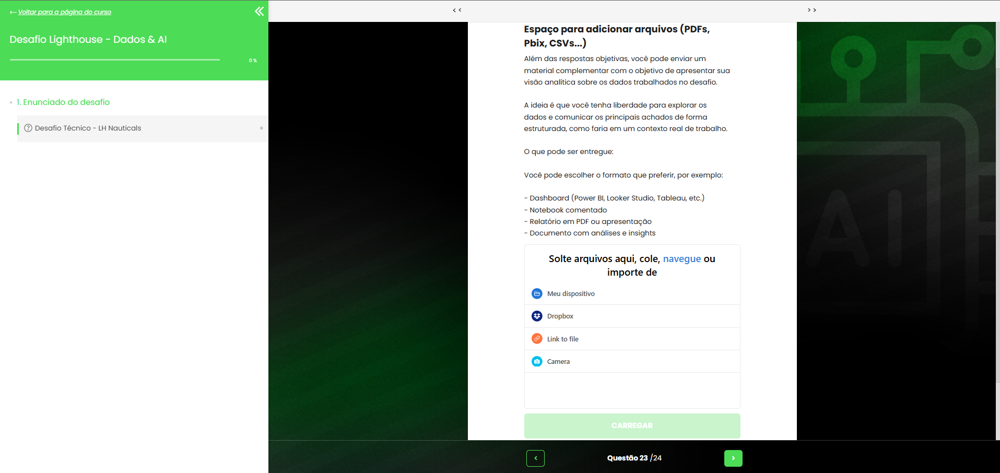 ← Voltar para a página do curso
Desafio Lighthouse - Dados & AI
0 %
1. Enunciado do desafio
Desafio Técnico - LH Nauticals
< <
> >
Espaço para adicionar arquivos (PDFs,
Pbix, CSVs...)
Além das respostas objetivas, você pode enviar um
material complementar com o objetivo de apresentar sua
visão analítica sobre os dados trabalhados no desafio.
A ideia é que você tenha liberdade para explorar os
dados e comunicar os principais achados de forma
estruturada, como faria em um contexto real de trabalho.
O que pode ser entregue:
Você pode escolher o formato que preferir, por exemplo:
- Dashboard (Power BI, Looker Studio, Tableau, etc.)
- Notebook comentado
- Relatório em PDF ou apresentação
- Documento com análises e insights
Solte arquivos aqui, cole, navegue ou
importe de
Meu dispositivo
Dropbox
Link to file
Camera
CARREGAR
< Questão 23 /24 >
AI